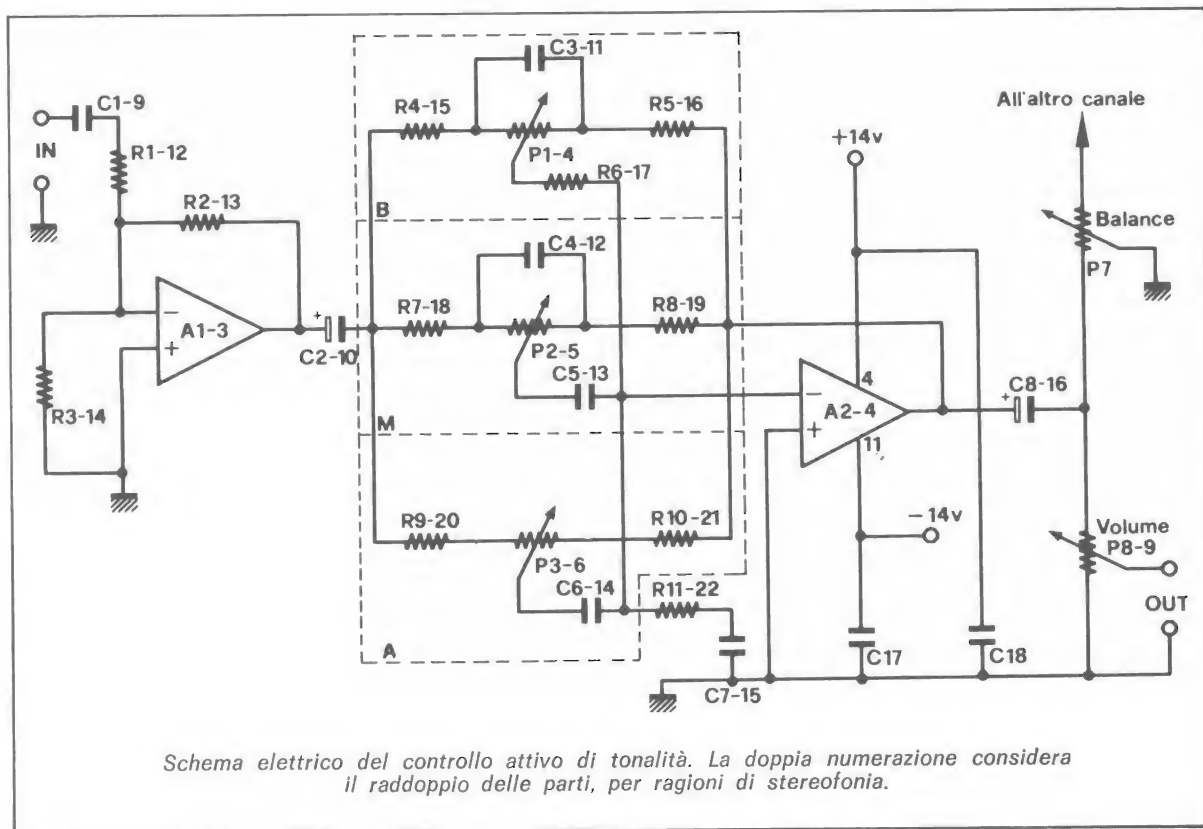 C3-11
C1-9
R4-15
R5-16
All'altro canale
IN
R1-12
P1-4
+14v
R6-17
R2-13
B
Balance
C4-12
P7
R7-18
R8-19
A1-3
+
C2-10
P2-5
C5-13
4
C8-16
+
A2-4
R3-14
M
11
R9-20
R10-21
-14v
Volume
P3-6
P8-9
C6-14
R11-22
OUT
A
C17
C18
C7-15
Schema elettrico del controllo attivo di tonalità. La doppia numerazione considera
il raddoppio delle parti, per ragioni di stereofonia.